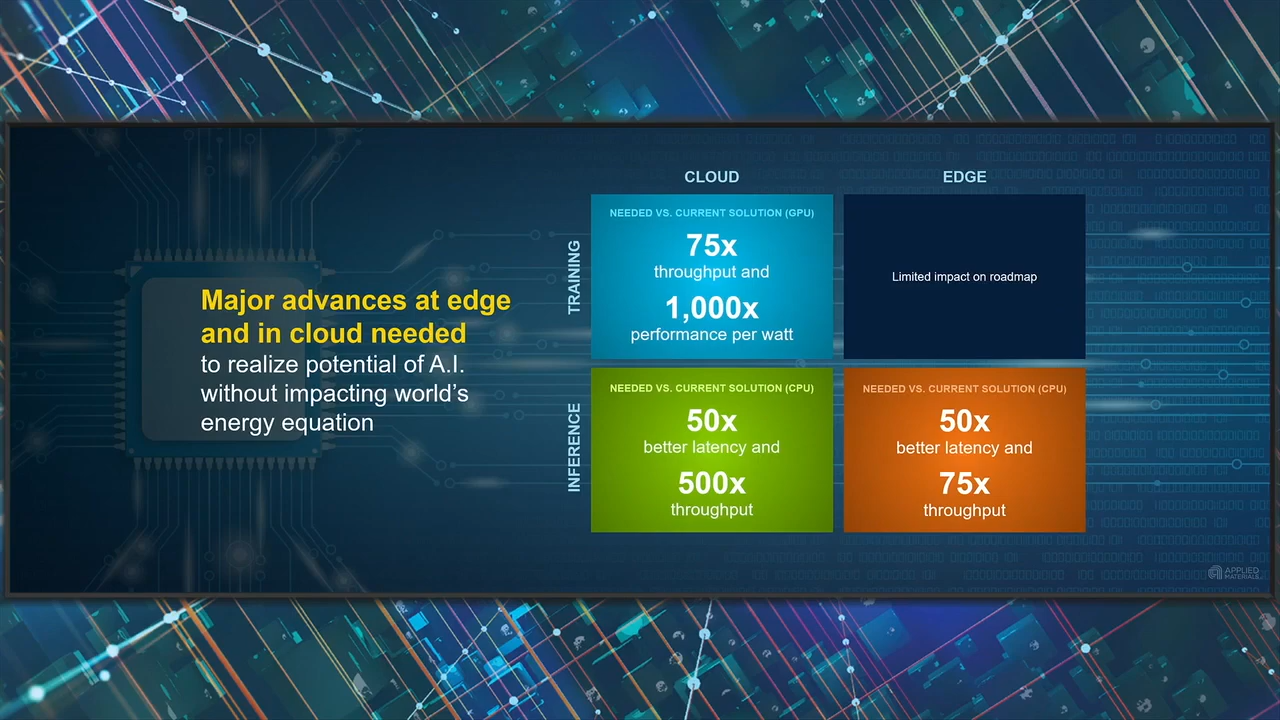 Major advances at edge
and in cloud needed
to realize potential of A.I.
without impacting world’s
energy equation
CLOUD
EDGE
TRAINING
NEEDED VS. CURRENT SOLUTION (GPU)
75x
throughput and
1,000x
performance per watt
Limited impact on roadmap
INFERENCE
NEEDED VS. CURRENT SOLUTION (CPU)
50x
better latency and
500x
throughput
NEEDED VS. CURRENT SOLUTION (CPU)
50x
better latency and
75x
throughput
APPLIED
MATERIALS